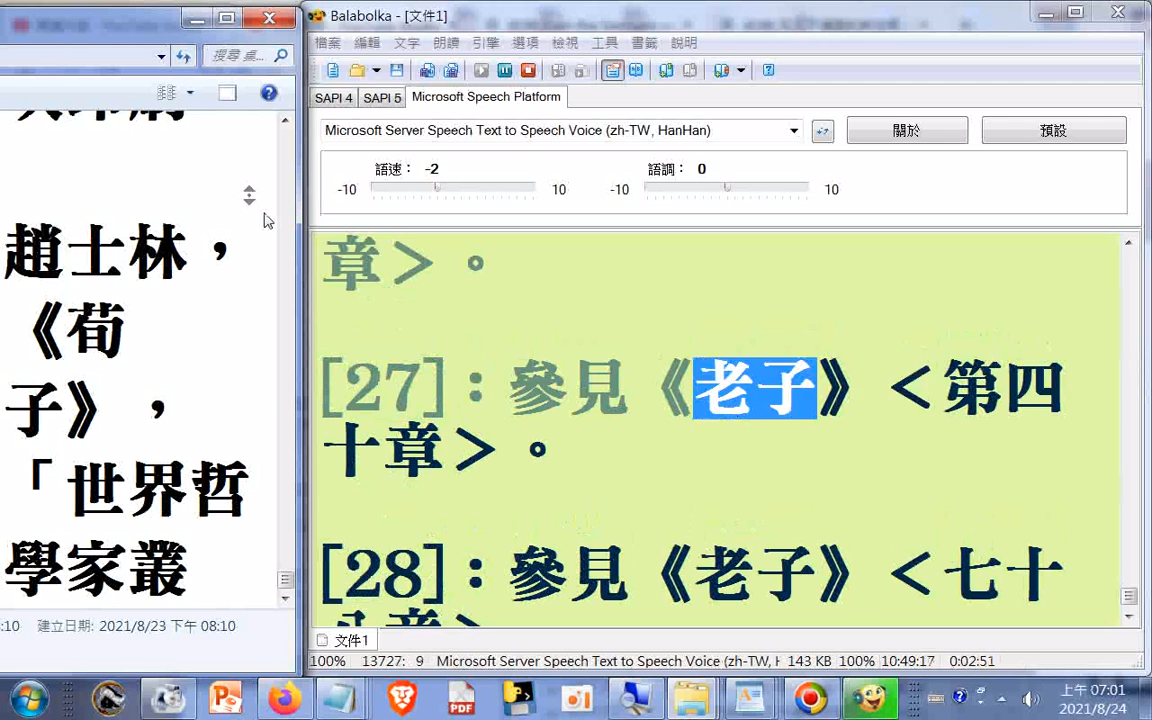 搜尋 桌...
趙士林，
《荀
子》，
「世界哲
學家叢
:10 建立日期: 2021/8/23 下午 08:10
Balabolka - [文件1]
檔案 編輯 文字 朗讀 引擎 選項 檢視 工具 書籤 說明
SAPI 4 SAPI 5 Microsoft Speech Platform
Microsoft Server Speech Text to Speech Voice (zh-TW, HanHan)
關於 預設
語速： -2 語調： 0
-10 10 -10 10
章＞。
[27]：參見《老子》＜第四
十章＞。
[28]：參見《老子》＜七十
八章＞
文件1
100% 13727: 9 Microsoft Server Speech Text to Speech Voice (zh-TW, H 143 KB 100% 10:49:17 0:02:51
PDF
上午 07:01
2021/8/24